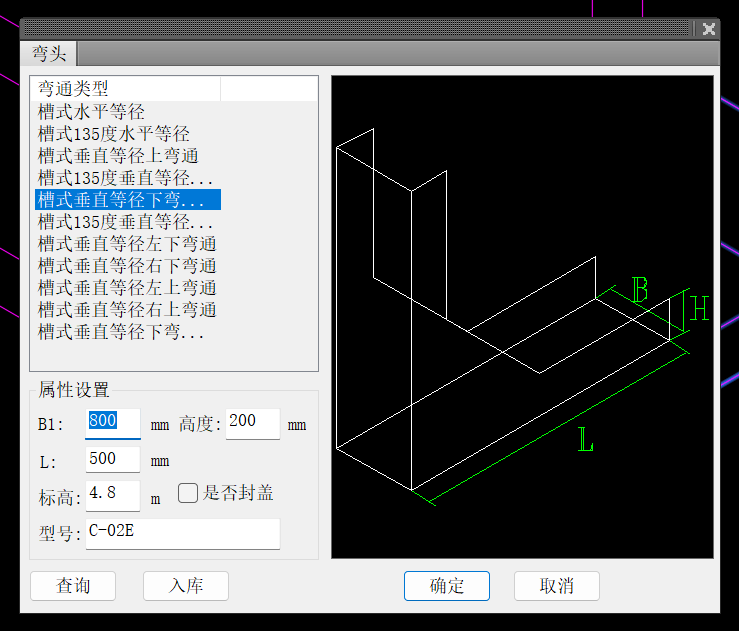 弯头
弯通类型
槽式水平等径
槽式135度水平等径
槽式垂直等径上弯通
槽式135度垂直等径...
槽式垂直等径下弯...
槽式135度垂直等径...
槽式垂直等径左下弯通
槽式垂直等径右下弯通
槽式垂直等径左上弯通
槽式垂直等径右上弯通
槽式垂直等径下弯...
B
H
L
属性设置
B1: 800 mm 高度: 200 mm
L: 500 mm
标高: 4.8 m 是否封盖
型号: C-02E
查询 入库 确定 取消